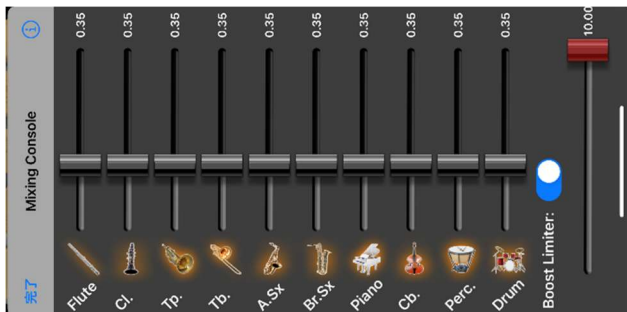 完了
Mixing Console
Flute
0.35
Cl.
0.35
Tp.
0.35
Tb.
0.35
A.Sx
0.35
Br.Sx
0.35
Piano
0.35
Cb.
0.35
Perc.
0.35
Drum
0.35
Boost Limiter:
10.00